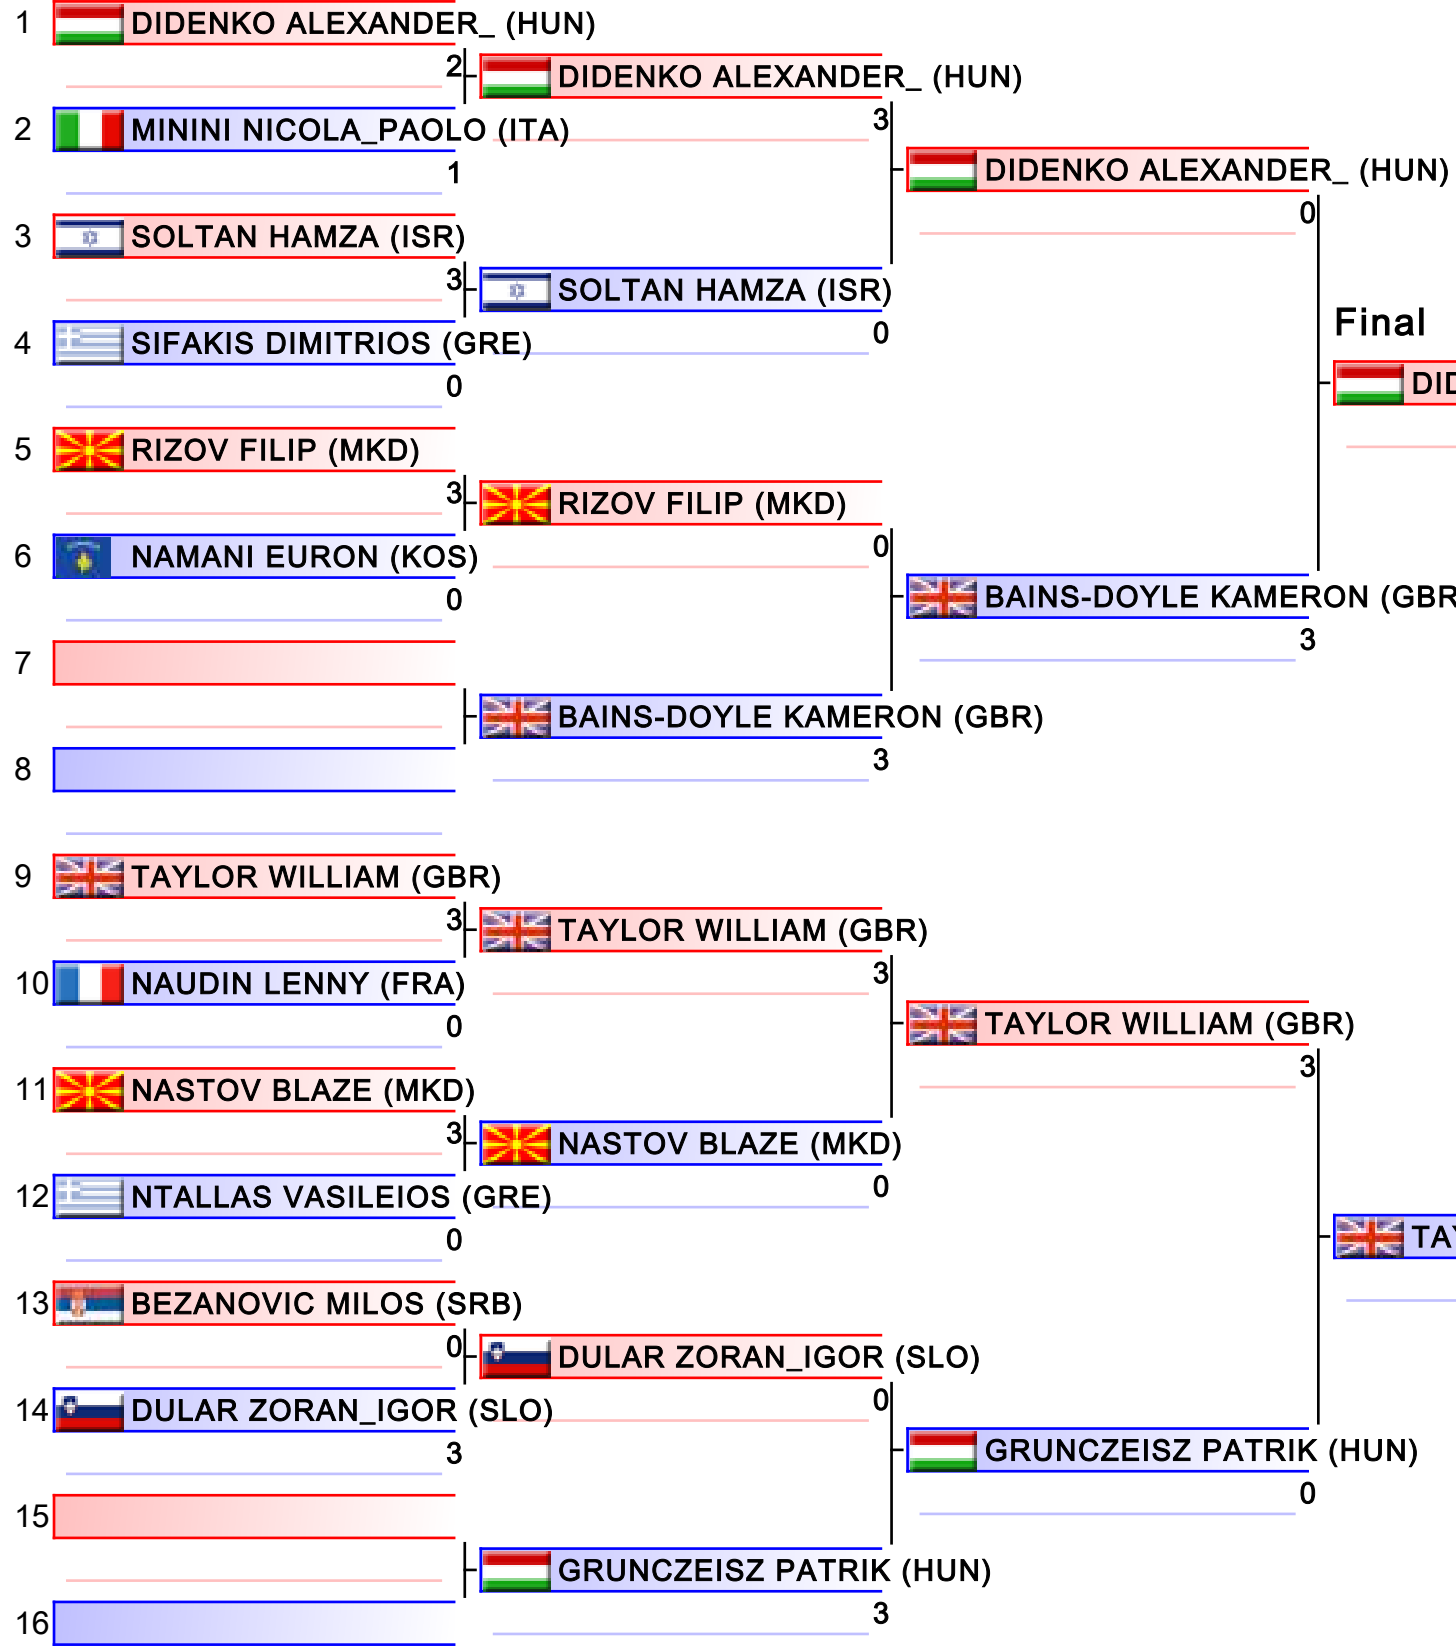 1 DIDENKO ALEXANDER_ (HUN)
2 DIDENKO ALEXANDER_ (HUN)
2 MININI NICOLA_PAOLO (ITA)
3
1
DIDENKO ALEXANDER_ (HUN)
0
3 SOLTAN HAMZA (ISR)
3 SOLTAN HAMZA (ISR)
0
4 SIFAKIS DIMITRIOS (GRE)
0
Final
DID
5 RIZOV FILIP (MKD)
3 RIZOV FILIP (MKD)
0
6 NAMANI EURON (KOS)
0
BAINS-DOYLE KAMERON (GBR
3
7
BAINS-DOYLE KAMERON (GBR)
3
8
9 TAYLOR WILLIAM (GBR)
3 TAYLOR WILLIAM (GBR)
3
10 NAUDIN LENNY (FRA)
0
TAYLOR WILLIAM (GBR)
3
11 NASTOV BLAZE (MKD)
3 NASTOV BLAZE (MKD)
0
12 NTALLAS VASILEIOS (GRE)
0
TAY
13 BEZANOVIC MILOS (SRB)
0 DULAR ZORAN_IGOR (SLO)
0
14 DULAR ZORAN_IGOR (SLO)
3
GRUNCZEISZ PATRIK (HUN)
0
15
GRUNCZEISZ PATRIK (HUN)
3
16